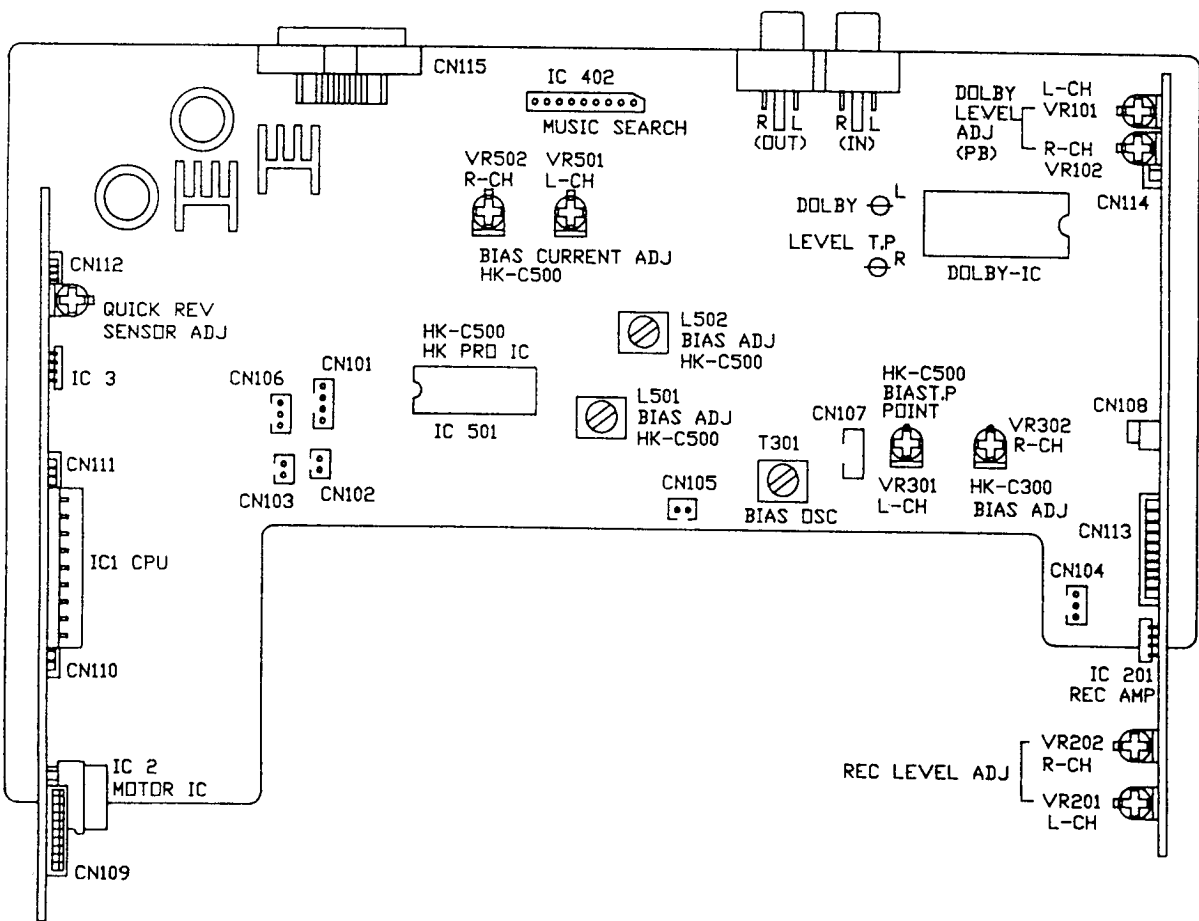 CN115
IC 402
MUSIC SEARCH
R L
(OUT)
R L
(IN)
DOLBY
LEVEL
ADJ
(PB)
L-CH
VR101
R-CH
VR102
CN114
VR502
R-CH
VR501
L-CH
BIAS CURRENT ADJ
HK-C500
DOLBY
LEVEL T.P
L
R
DOLBY-IC
CN112
QUICK REV
SENSOR ADJ
IC 3
CN106
CN101
HK-C500
HK PRO IC
IC 501
L502
BIAS ADJ
HK-C500
L501
BIAS ADJ
HK-C500
CN103
CN102
CN105
T301
BIAS OSC
CN107
HK-C500
BIAST.P
POINT
VR301
L-CH
VR302
R-CH
HK-C300
BIAS ADJ
CN108
CN113
CN104
CN111
IC1 CPU
CN110
IC 201
REC AMP
IC 2
MOTOR IC
CN109
REC LEVEL ADJ
VR202
R-CH
VR201
L-CH